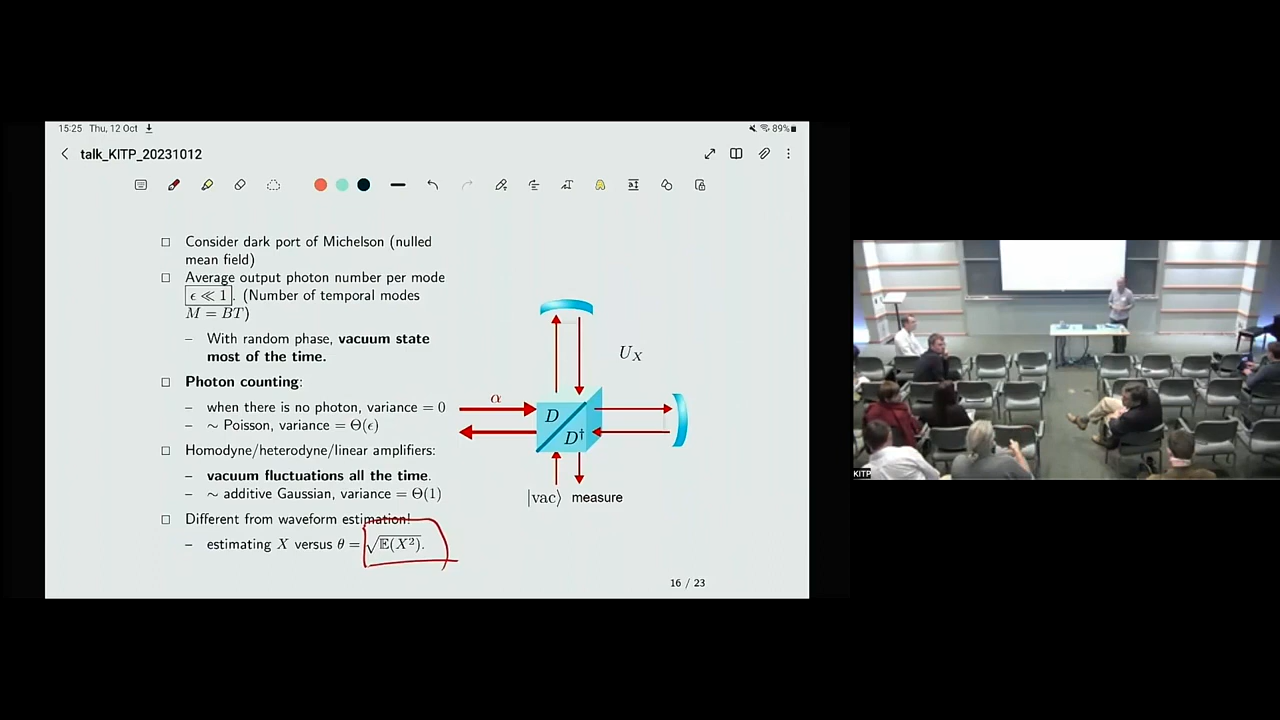 15:25 Thu, 12 Oct
89%
talk_KITP_20231012
□ Consider dark port of Michelson (nulled
mean field)
□ Average output photon number per mode
ϵ ≪ 1. (Number of temporal modes
M = BT)
– With random phase, vacuum state
most of the time.
□ Photon counting:
– when there is no photon, variance = 0
– ∼ Poisson, variance = Θ(ϵ)
□ Homodyne/heterodyne/linear amplifiers:
– vacuum fluctuations all the time.
– ∼ additive Gaussian, variance = Θ(1)
□ Different from waveform estimation!
– estimating X versus θ = √𝔼(X²).
U_X
α
D
D†
|vac⟩ measure
16 / 23
KITP